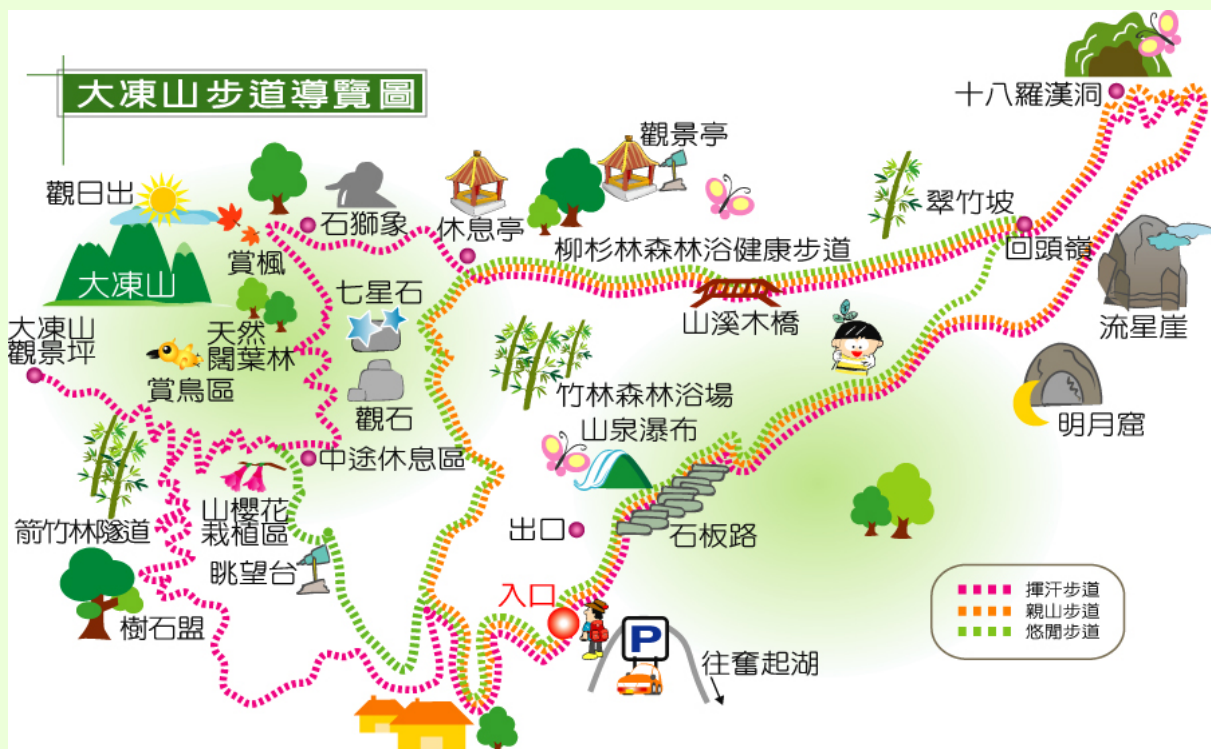 大凍山步道導覽圖
十八羅漢洞
觀景亭
觀日出
石獅象
休息亭
翠竹坡
回頭嶺
賞楓
柳杉林森林浴健康步道
大凍山
七星石
山溪木橋
流星崖
大凍山
觀景坪
天然
闊葉林
賞鳥區
觀石
竹林森林浴場
山泉瀑布
明月窟
中途休息區
箭竹林隧道
山櫻花
栽植區
出口
石板路
眺望台
入口
樹石盟
P
往奮起湖
揮汗步道
親山步道
悠閒步道